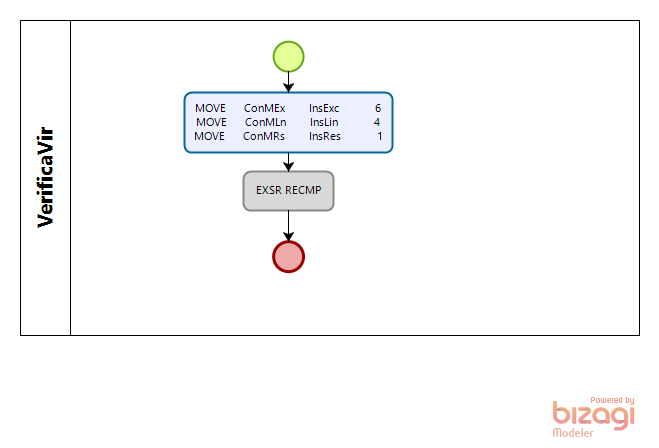 VerificaVir
MOVE ConMEx InsExc 6
MOVE ConMLn InsLin 4
MOVE ConMRs InsRes 1
EXSR RECMP
Powered by
bizagi
Modeler